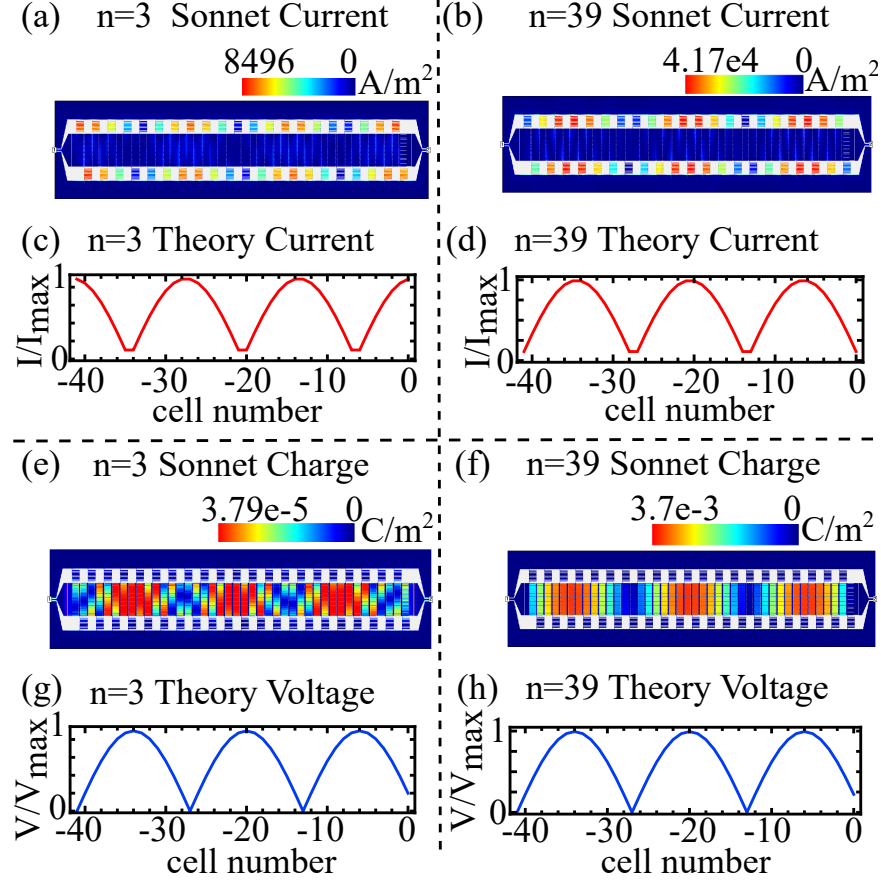 (a) n=3 Sonnet Current
8496 0 A/m²
(b) n=39 Sonnet Current
4.17e4 0 A/m²
(c) n=3 Theory Current
I/Imax
1
0
-40 -30 -20 -10 0
cell number
(d) n=39 Theory Current
I/Imax
1
0
-40 -30 -20 -10 0
cell number
(e) n=3 Sonnet Charge
3.79e-5 0 C/m²
(f) n=39 Sonnet Charge
3.7e-3 0 C/m²
(g) n=3 Theory Voltage
V/Vmax
1
0
-40 -30 -20 -10 0
cell number
(h) n=39 Theory Voltage
V/Vmax
1
0
-40 -30 -20 -10 0
cell number